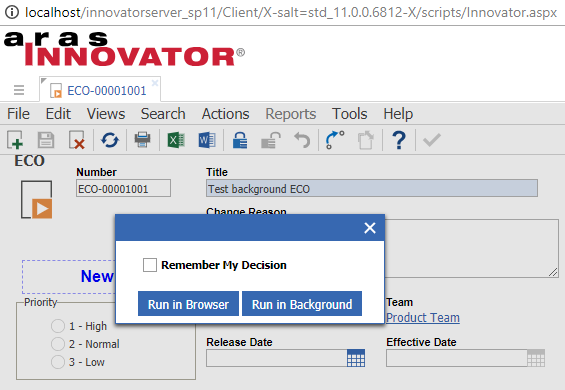 localhost/innovatorserver_sp11/Client/X-salt=std_11.0.0.6812-X/scripts/Innovator.aspx
aras
INNOVATOR®
ECO-00001001
File Edit Views Search Actions Reports Tools Help
ECO
Number Title
ECO-00001001 Test background ECO
Change Reason
Remember My Decision
New
Run in Browser Run in Background
Priority
Team
1 - High
Product Team
2 - Normal
Release Date Effective Date
3 - Low